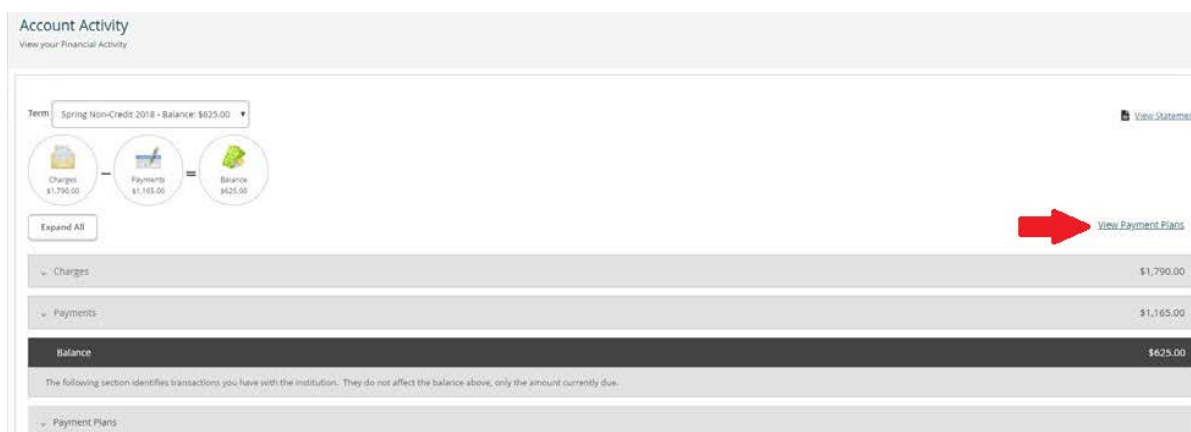 Account Activity
View your Financial Activity
Term Spring Non-Credit 2018 - Balance: $625.00
View Statemen
Charges
$1,790.00
−
Payments
$1,165.00
=
Balance
$625.00
Expand All
View Payment Plans
Charges $1,790.00
Payments $1,165.00
Balance $625.00
The following section identifies transactions you have with the institution. They do not affect the balance above, only the amount currently due.
Payment Plans